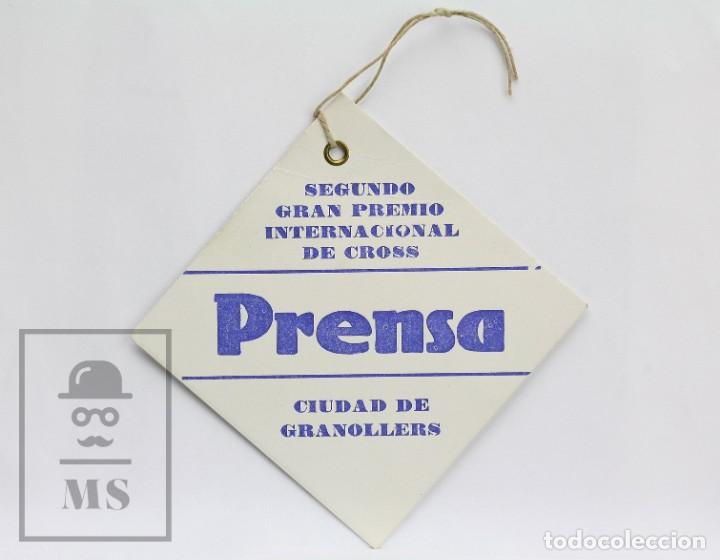 SEGUNDO
GRAN PREMIO
INTERNACIONAL
DE CROSS
Prensa
CIUDAD DE
GRANOLLERS
MS
todocoleccion